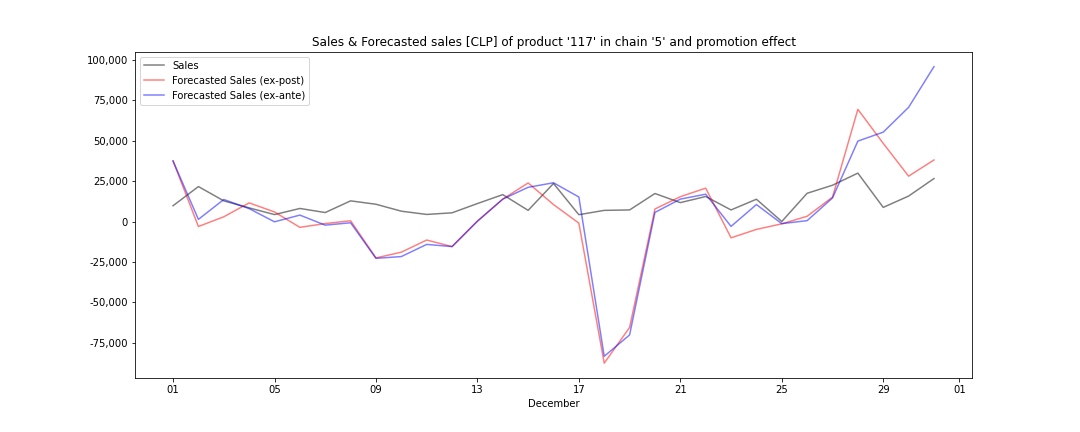 Sales & Forecasted sales [CLP] of product '117' in chain '5' and promotion effect
Sales
Forecasted Sales (ex-post)
Forecasted Sales (ex-ante)
100,000
75,000
50,000
25,000
0
-25,000
-50,000
-75,000
01 05 09 13 17 21 25 29 01
December